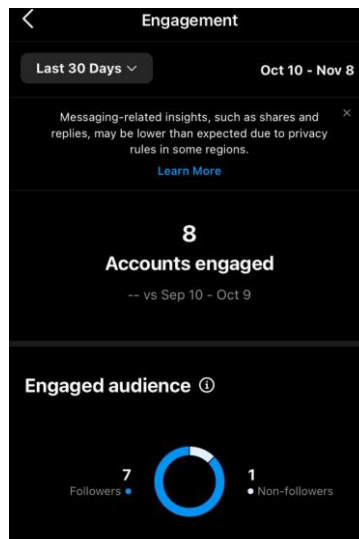 Engagement
Last 30 Days
Oct 10 - Nov 8
Messaging-related insights, such as shares and
replies, may be lower than expected due to privacy
rules in some regions.
Learn More
8
Accounts engaged
-- vs Sep 10 - Oct 9
Engaged audience
7
Followers
1
Non-followers